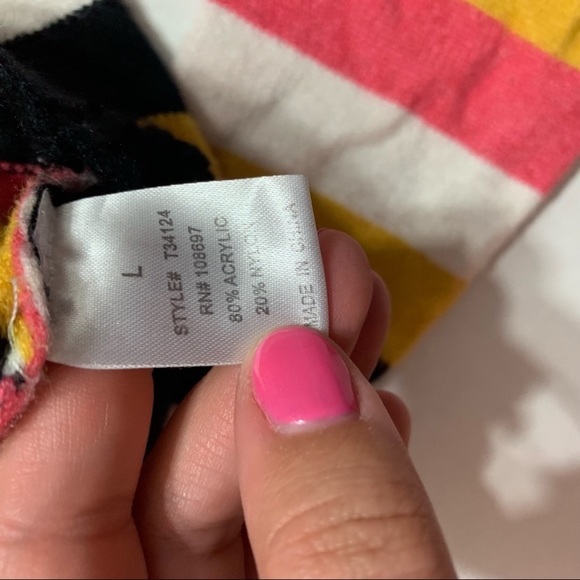 L
STYLE# T34124
RN# 108697
80% ACRYLIC
20% NYLON
MADE IN CHINA